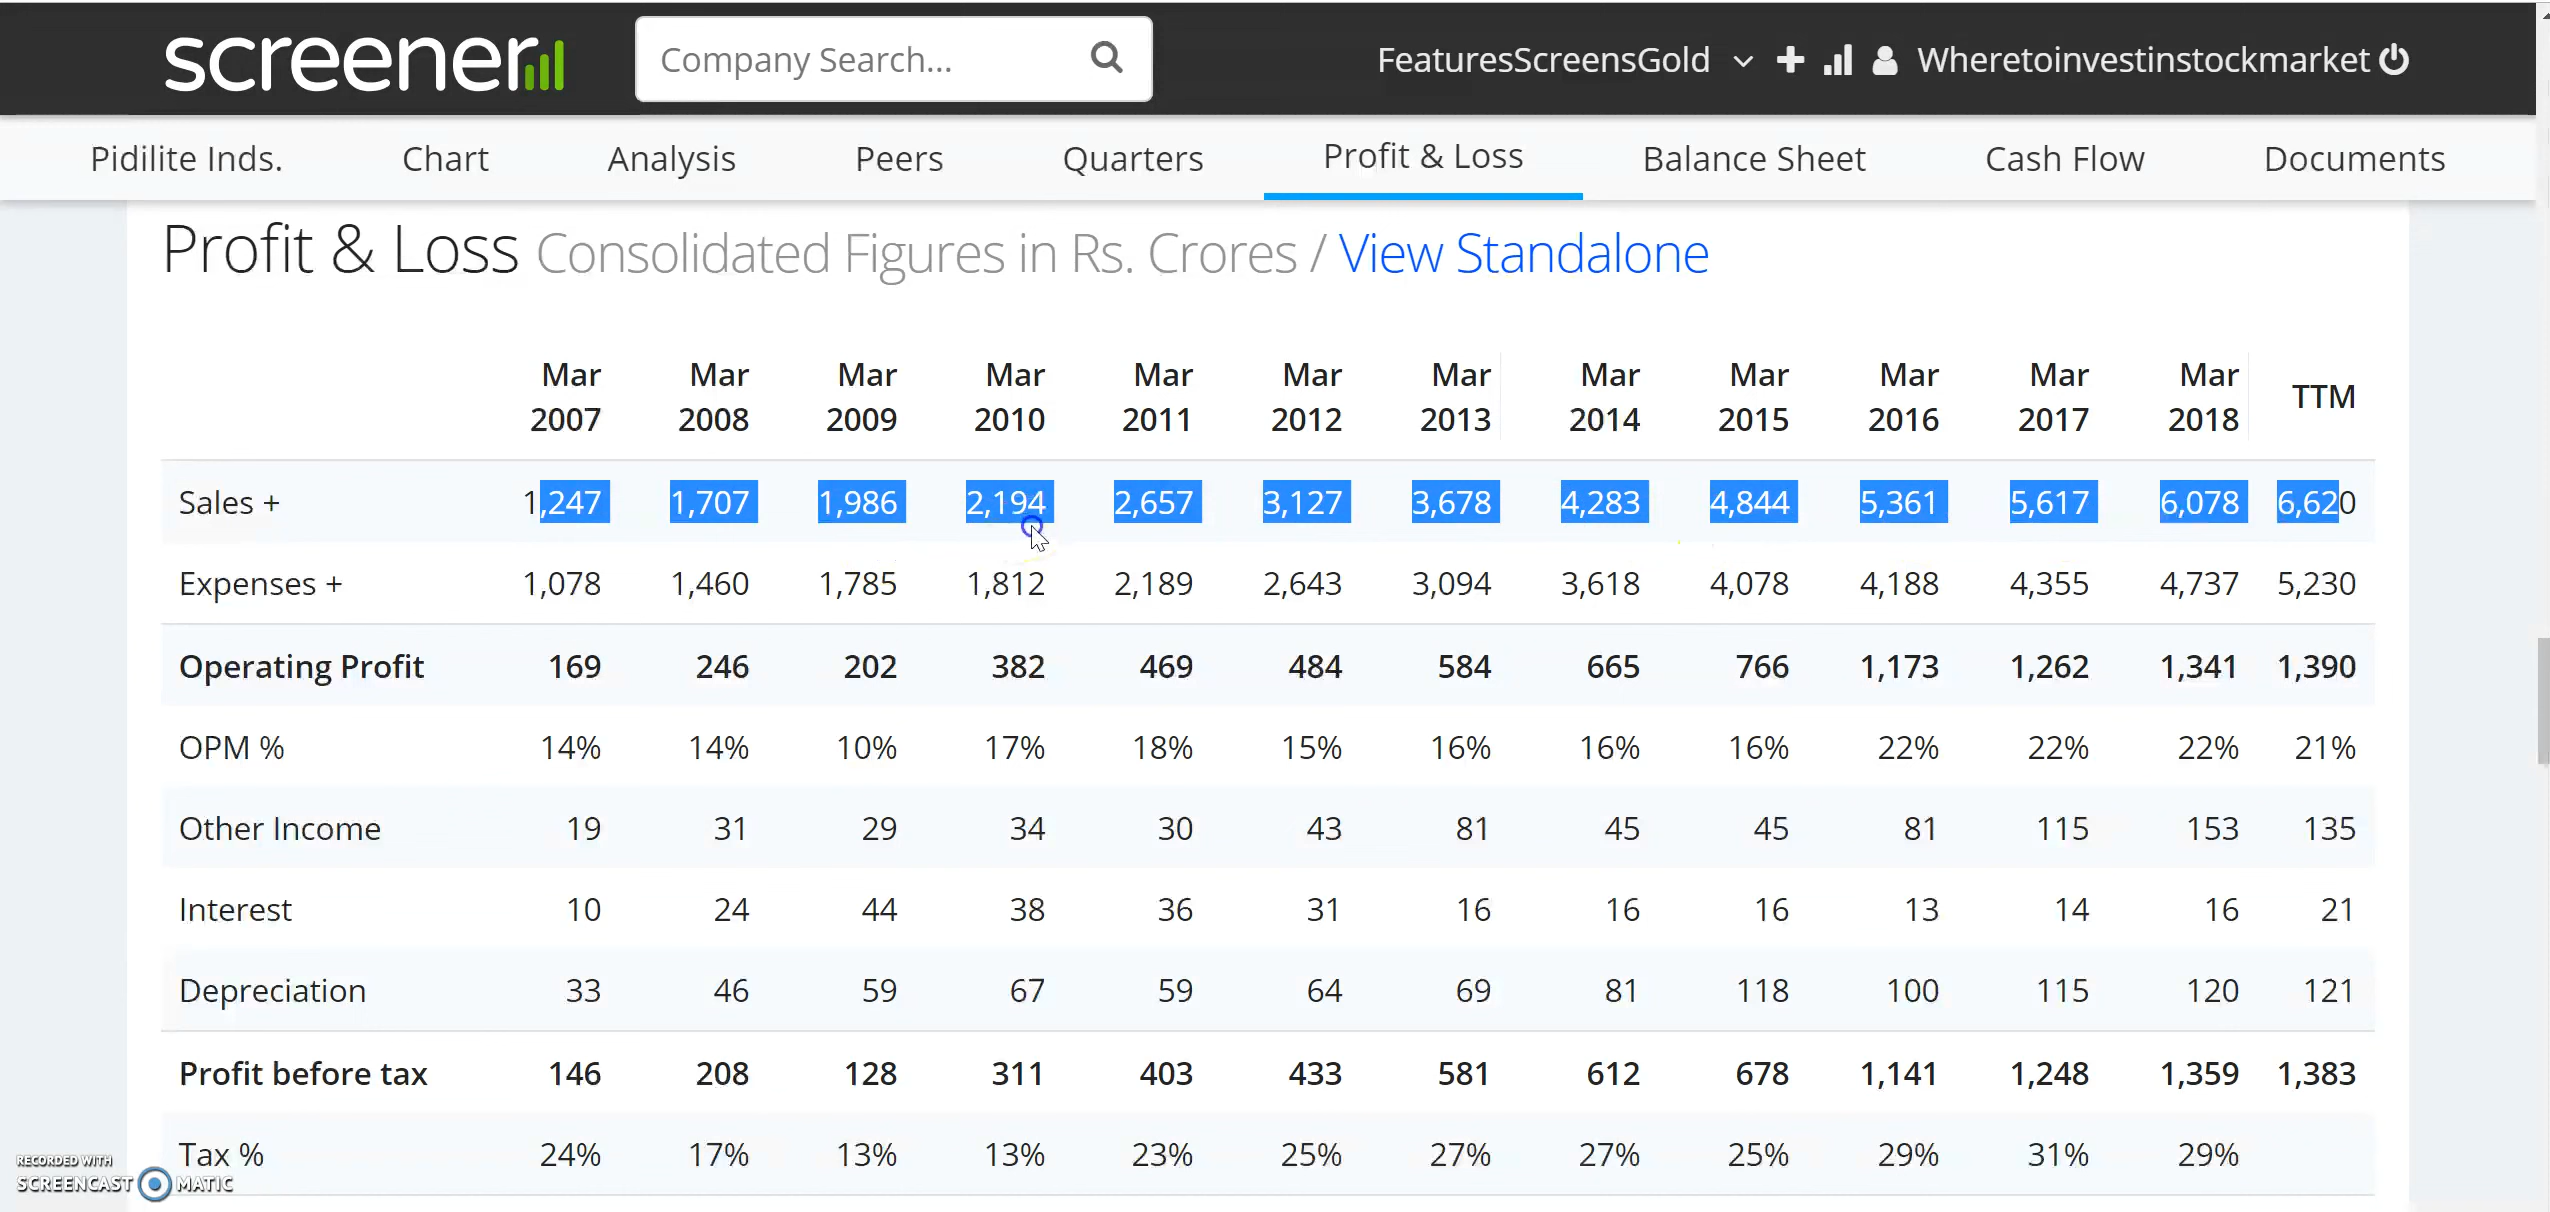 screener Company Search... FeaturesScreensGold Wheretoinvestinstockmarket
Pidilite Inds. Chart Analysis Peers Quarters Profit & Loss Balance Sheet Cash Flow Documents
Profit & Loss Consolidated Figures in Rs. Crores / View Standalone
Mar Mar Mar Mar Mar Mar Mar Mar Mar Mar Mar Mar TTM
2007 2008 2009 2010 2011 2012 2013 2014 2015 2016 2017 2018
Sales + 1,247 1,707 1,986 2,194 2,657 3,127 3,678 4,283 4,844 5,361 5,617 6,078 6,620
Expenses + 1,078 1,460 1,785 1,812 2,189 2,643 3,094 3,618 4,078 4,188 4,355 4,737 5,230
Operating Profit 169 246 202 382 469 484 584 665 766 1,173 1,262 1,341 1,390
OPM % 14% 14% 10% 17% 18% 15% 16% 16% 16% 22% 22% 22% 21%
Other Income 19 31 29 34 30 43 81 45 45 81 115 153 135
Interest 10 24 44 38 36 31 16 16 16 13 14 16 21
Depreciation 33 46 59 67 59 64 69 81 118 100 115 120 121
Profit before tax 146 208 128 311 403 433 581 612 678 1,141 1,248 1,359 1,383
Tax % 24% 17% 13% 13% 23% 25% 27% 27% 25% 29% 31% 29%
RECORDED WITH
SCREENCAST MATIC